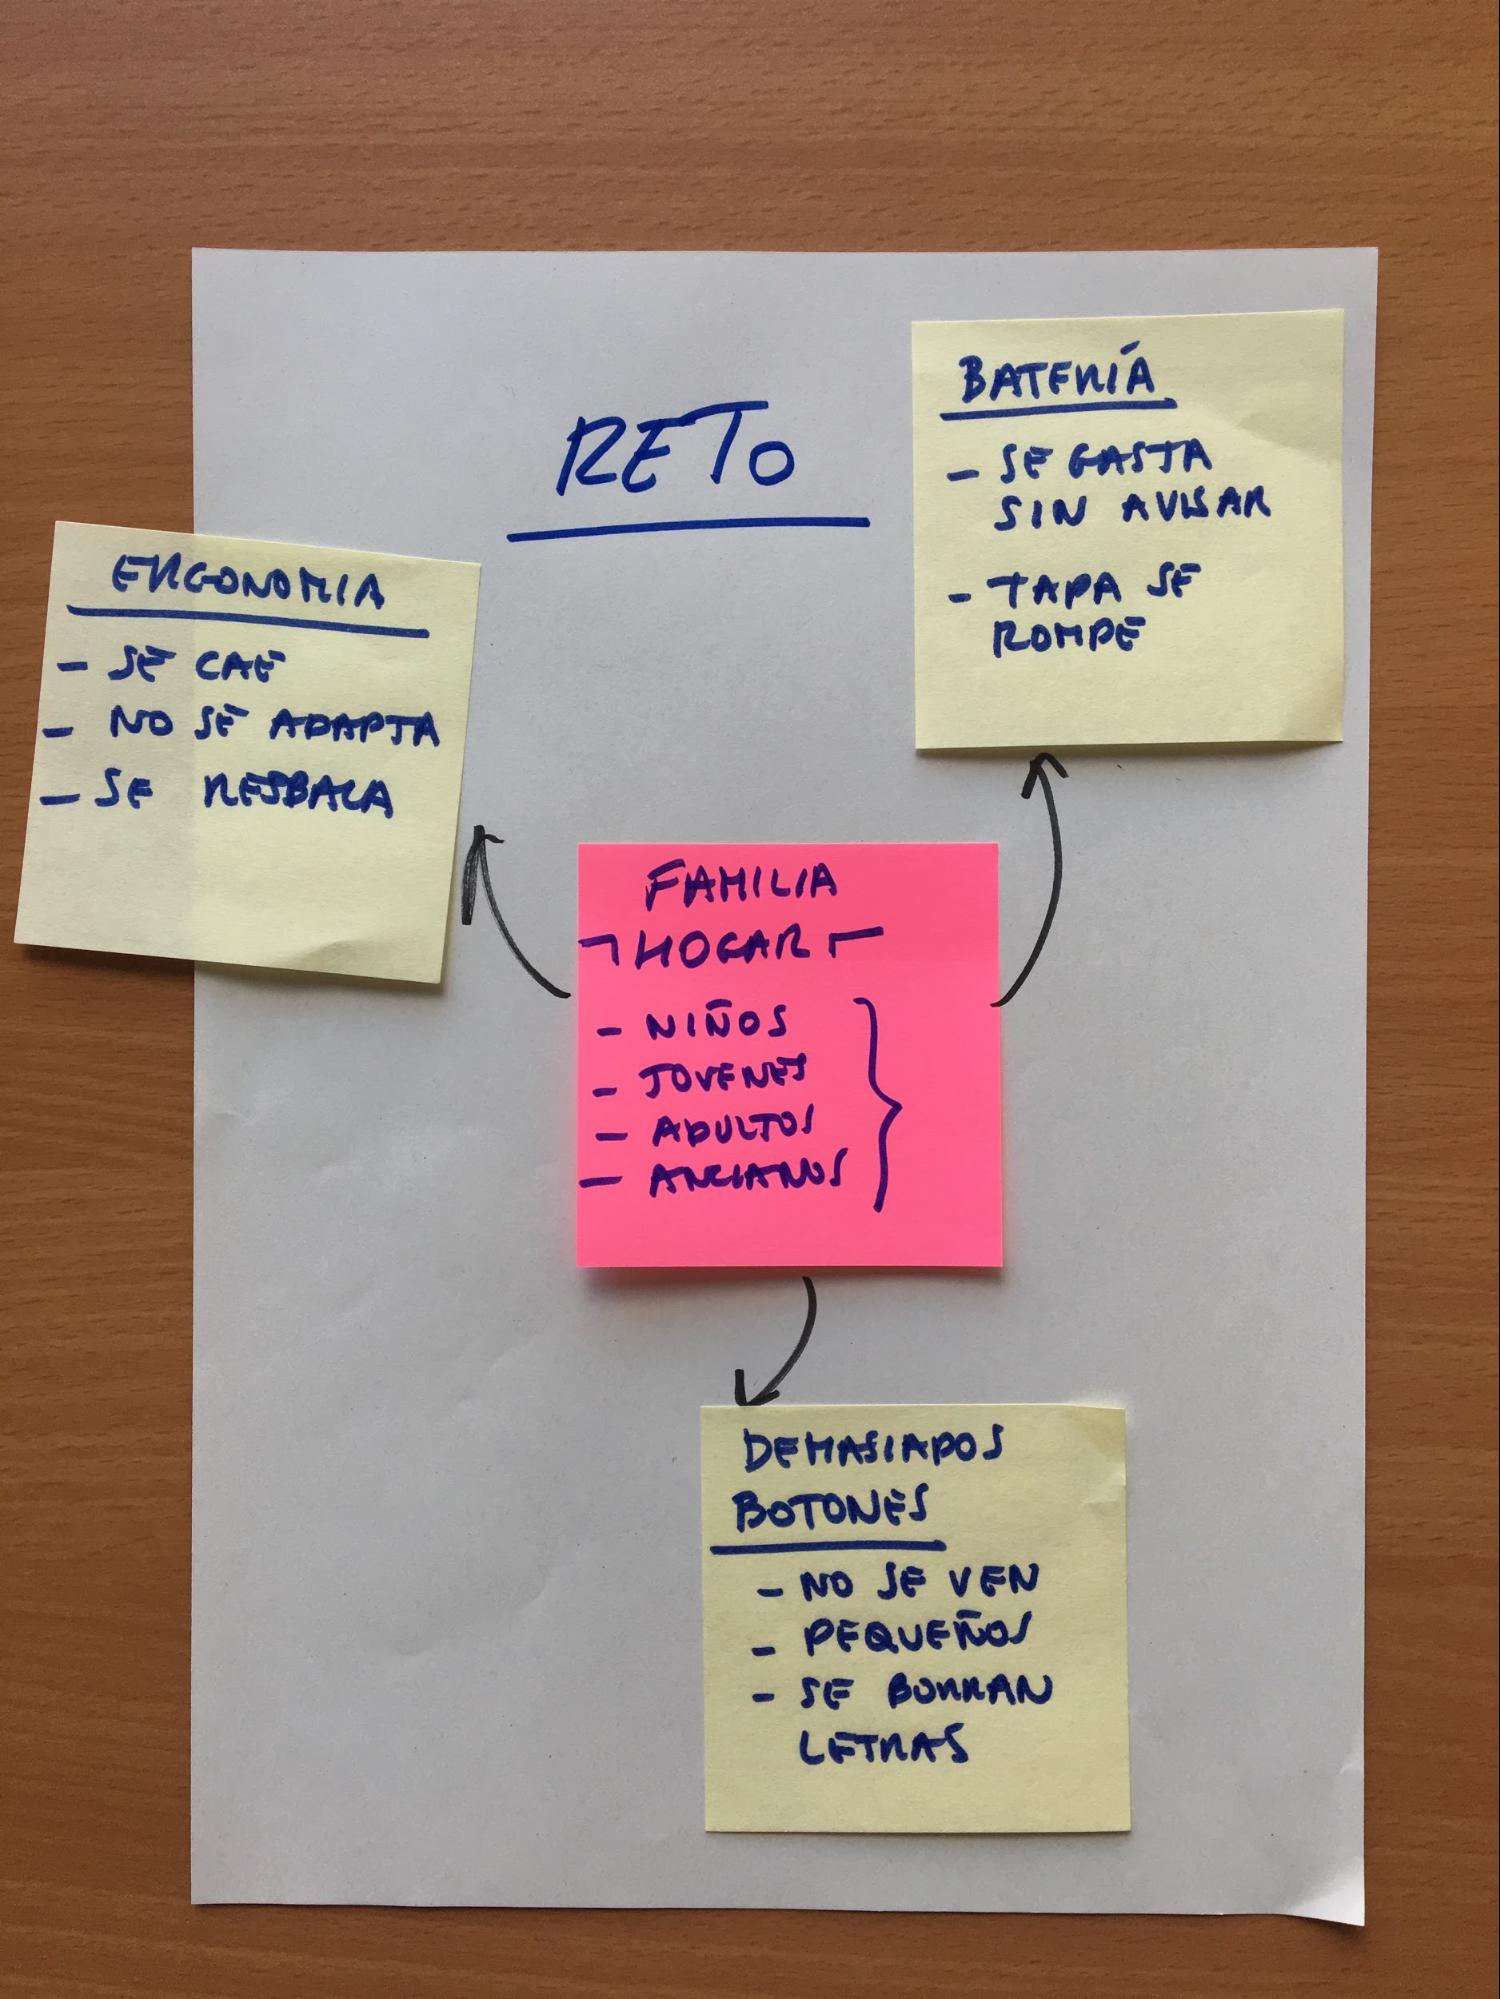 RETO
BATERÍA
- SE GASTA
SIN AVISAR
- TAPA SE
ROMPE
ERGONOMIA
- SE CAE
- NO SE ADAPTA
- SE RESBALA
FAMILIA
HOGAR
- NIÑOS
- JOVENES
- ADULTOS
- ANCIANOS
DEMASIADOS
BOTONES
- NO SE VEN
- PEQUEÑOS
- SE BORRAN
LETRAS